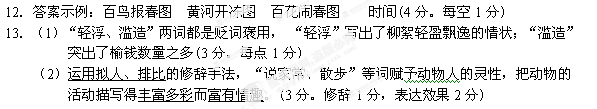 12. 答案示例：百鸟报春图　黄河开冻图　百花闹春图　　时间(4 分。每空 1 分)
13. （1）“轻浮、滥造”两词都是贬词褒用， “轻浮”写出了柳絮轻盈飘逸的情状；“滥造”
突出了榆钱数量之多(3 分。每点 1 分)
（2）运用拟人、排比的修辞手法，“说家常、散步”等词赋予动物人的灵性，把动物的
活动描写得丰富多彩而富有情趣。（3 分。修辞 1 分，表达效果 2 分）